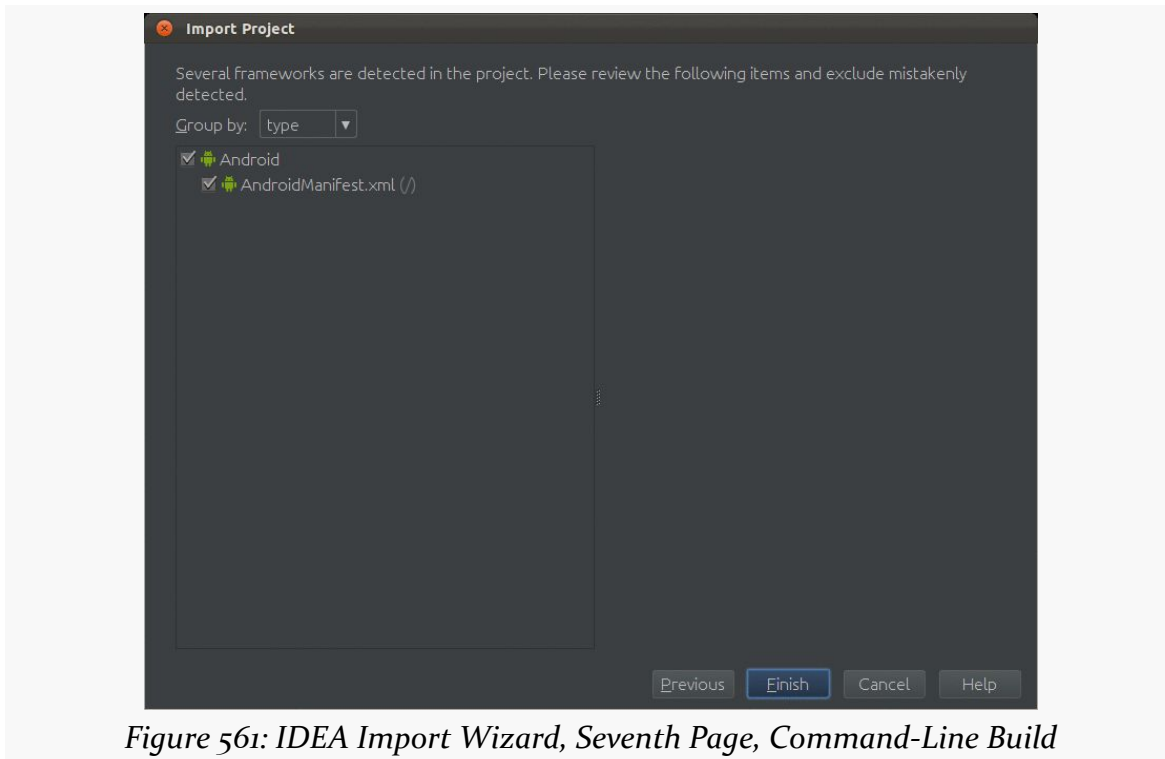 Import Project
Several frameworks are detected in the project. Please review the following items and exclude mistakenly
detected.
Group by: type
Android
AndroidManifest.xml (/)
Previous Finish Cancel Help
Figure 561: IDEA Import Wizard, Seventh Page, Command-Line Build